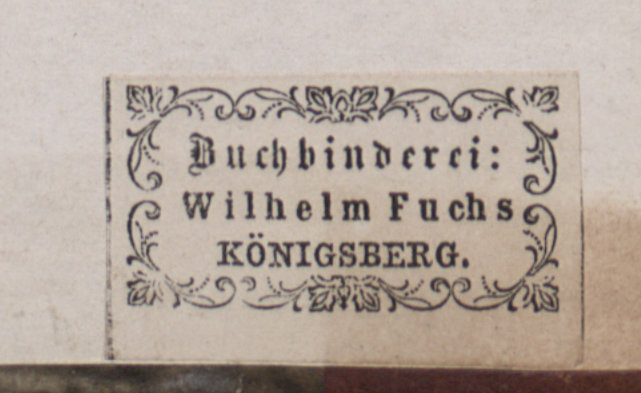 Buchbinderei:
Wilhelm Fuchs
KÖNIGSBERG.